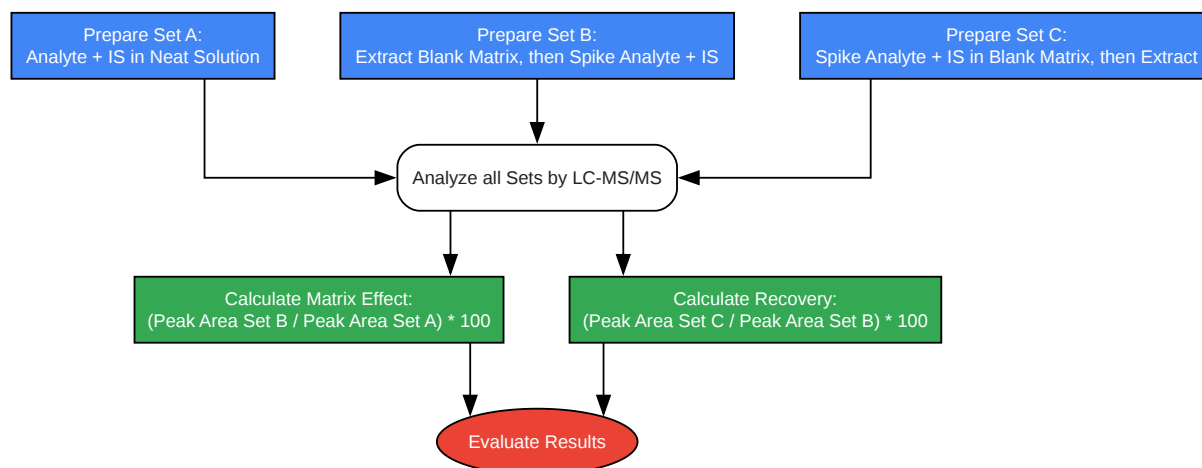 Prepare Set A:
Analyte + IS in Neat Solution
Prepare Set B:
Extract Blank Matrix, then Spike Analyte + IS
Prepare Set C:
Spike Analyte + IS in Blank Matrix, then Extract
Analyze all Sets by LC-MS/MS
Calculate Matrix Effect:
(Peak Area Set B / Peak Area Set A) * 100
Calculate Recovery:
(Peak Area Set C / Peak Area Set B) * 100
Evaluate Results